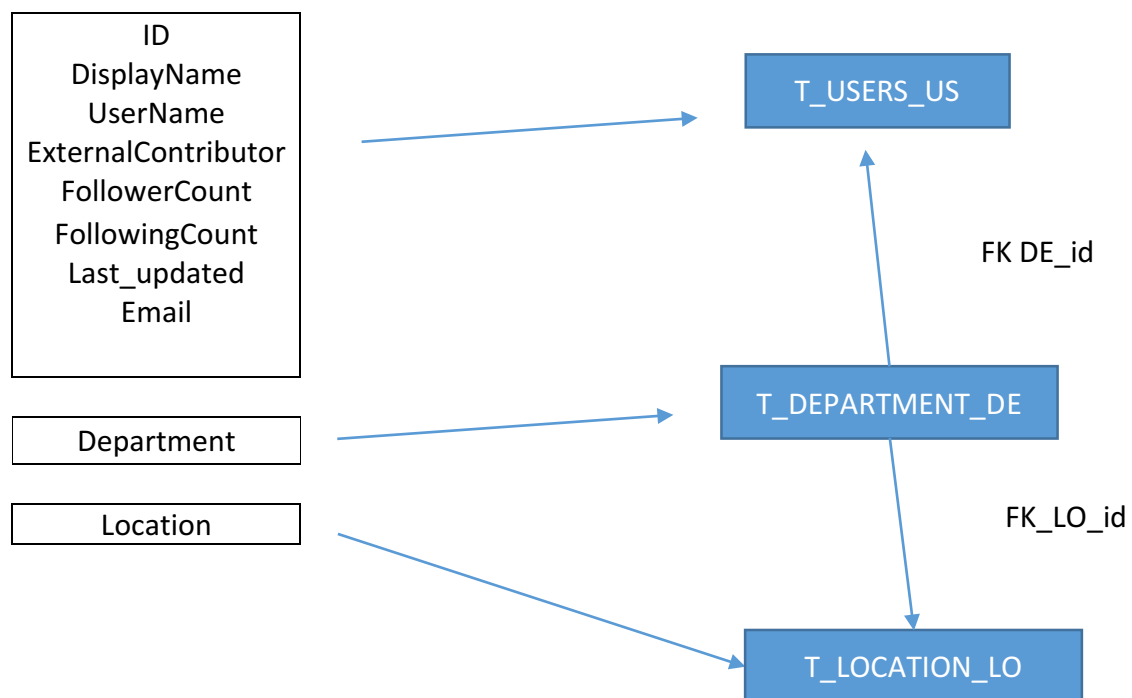 ID
DisplayName
UserName
ExternalContributor
FollowerCount
FollowingCount
Last_updated
Email
Department
Location
T_USERS_US
FK DE_id
T_DEPARTMENT_DE
FK_LO_id
T_LOCATION_LO